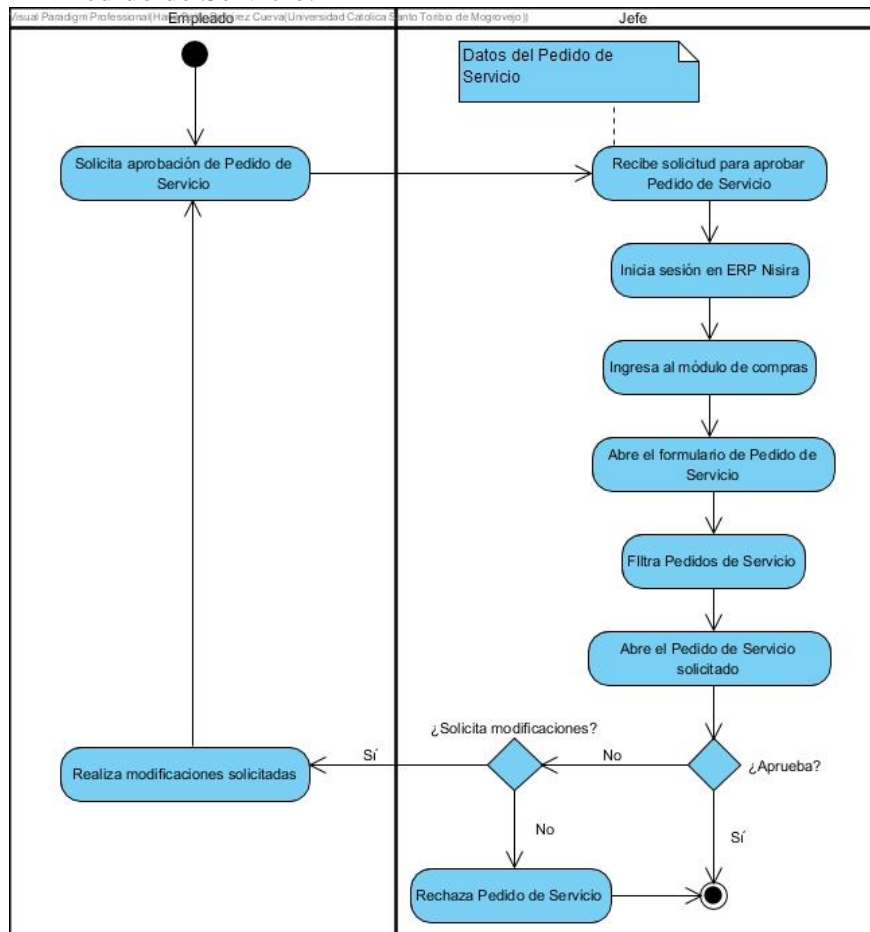 Empleado
Jefe
Datos del Pedido de
Servicio
Solicita aprobación de Pedido de
Servicio
Recibe solicitud para aprobar
Pedido de Servicio
Inicia sesión en ERP Nisira
Ingresa al módulo de compras
Abre el formulario de Pedido de
Servicio
FIltra Pedidos de Servicio
Abre el Pedido de Servicio
solicitado
¿Solicita modificaciones?
Sí
No
¿Aprueba?
Realiza modificaciones solicitadas
No
Sí
Rechaza Pedido de Servicio